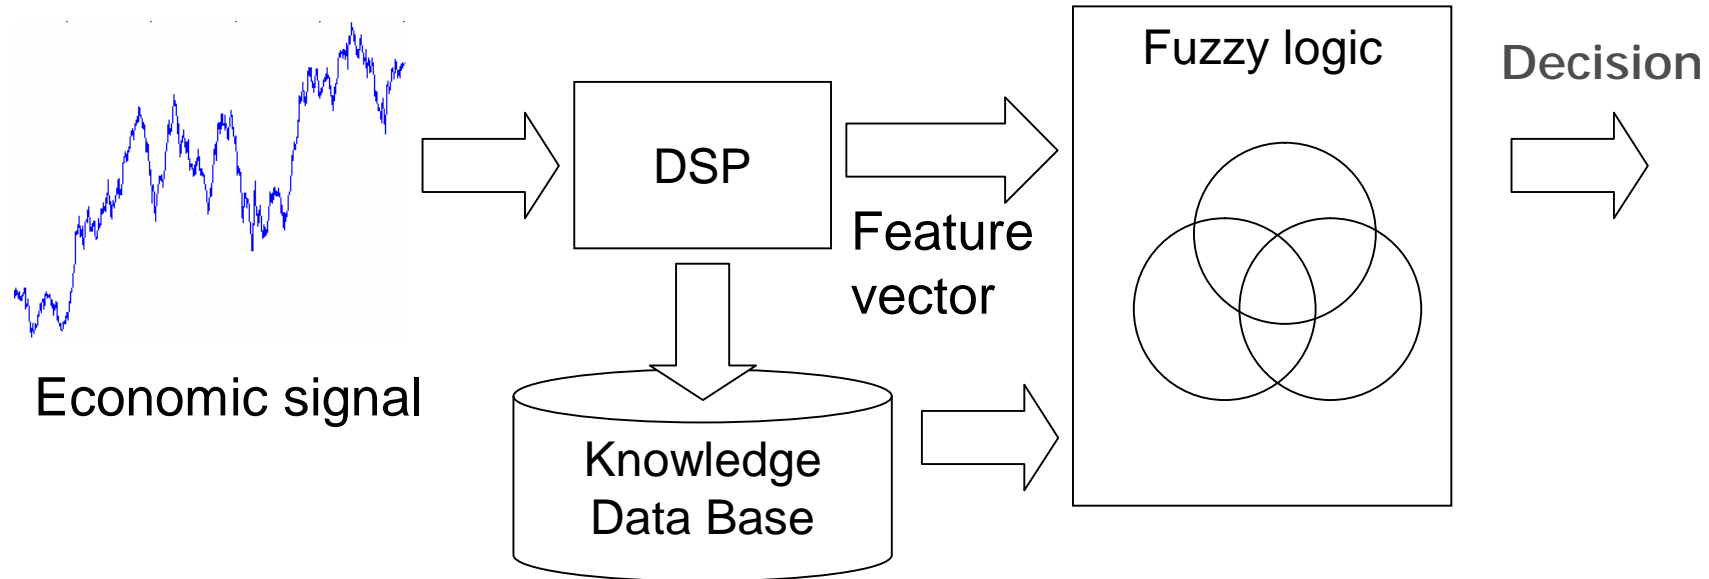 Economic signal
DSP
Feature
vector
Knowledge
Data Base
Fuzzy logic
Decision